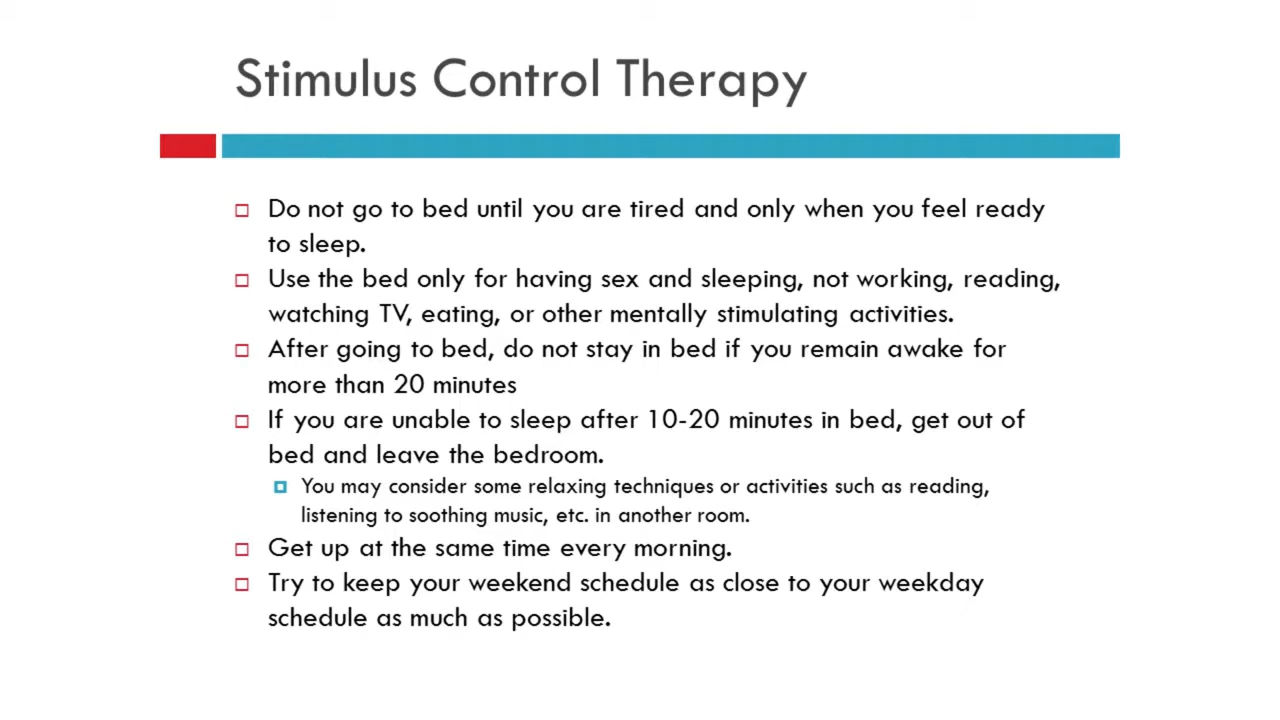 Stimulus Control Therapy
Do not go to bed until you are tired and only when you feel ready
to sleep.
Use the bed only for having sex and sleeping, not working, reading,
watching TV, eating, or other mentally stimulating activities.
After going to bed, do not stay in bed if you remain awake for
more than 20 minutes
If you are unable to sleep after 10-20 minutes in bed, get out of
bed and leave the bedroom.
You may consider some relaxing techniques or activities such as reading,
listening to soothing music, etc. in another room.
Get up at the same time every morning.
Try to keep your weekend schedule as close to your weekday
schedule as much as possible.